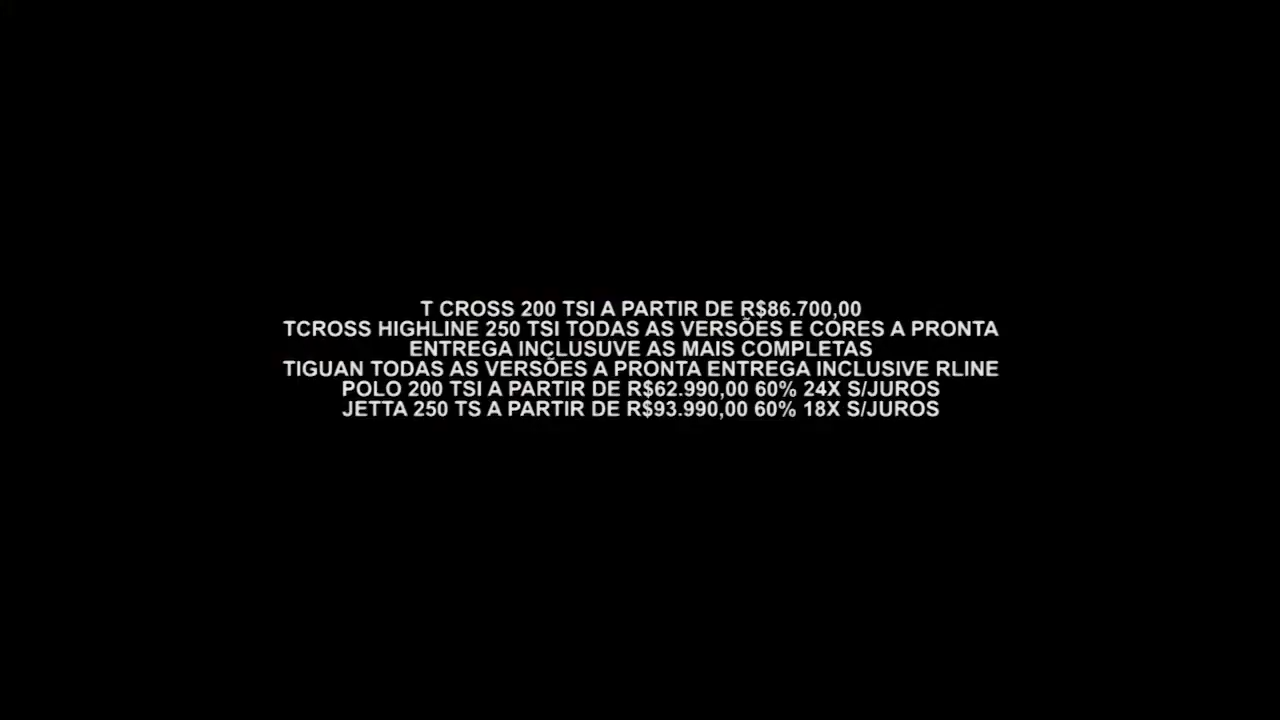 T CROSS 200 TSI A PARTIR DE R$86.700,00
TCROSS HIGHLINE 250 TSI TODAS AS VERSÕES E CORES A PRONTA
ENTREGA INCLUSUVE AS MAIS COMPLETAS
TIGUAN TODAS AS VERSÕES A PRONTA ENTREGA INCLUSIVE RLINE
POLO 200 TSI A PARTIR DE R$62.990,00 60% 24X S/JUROS
JETTA 250 TS A PARTIR DE R$93.990,00 60% 18X S/JUROS